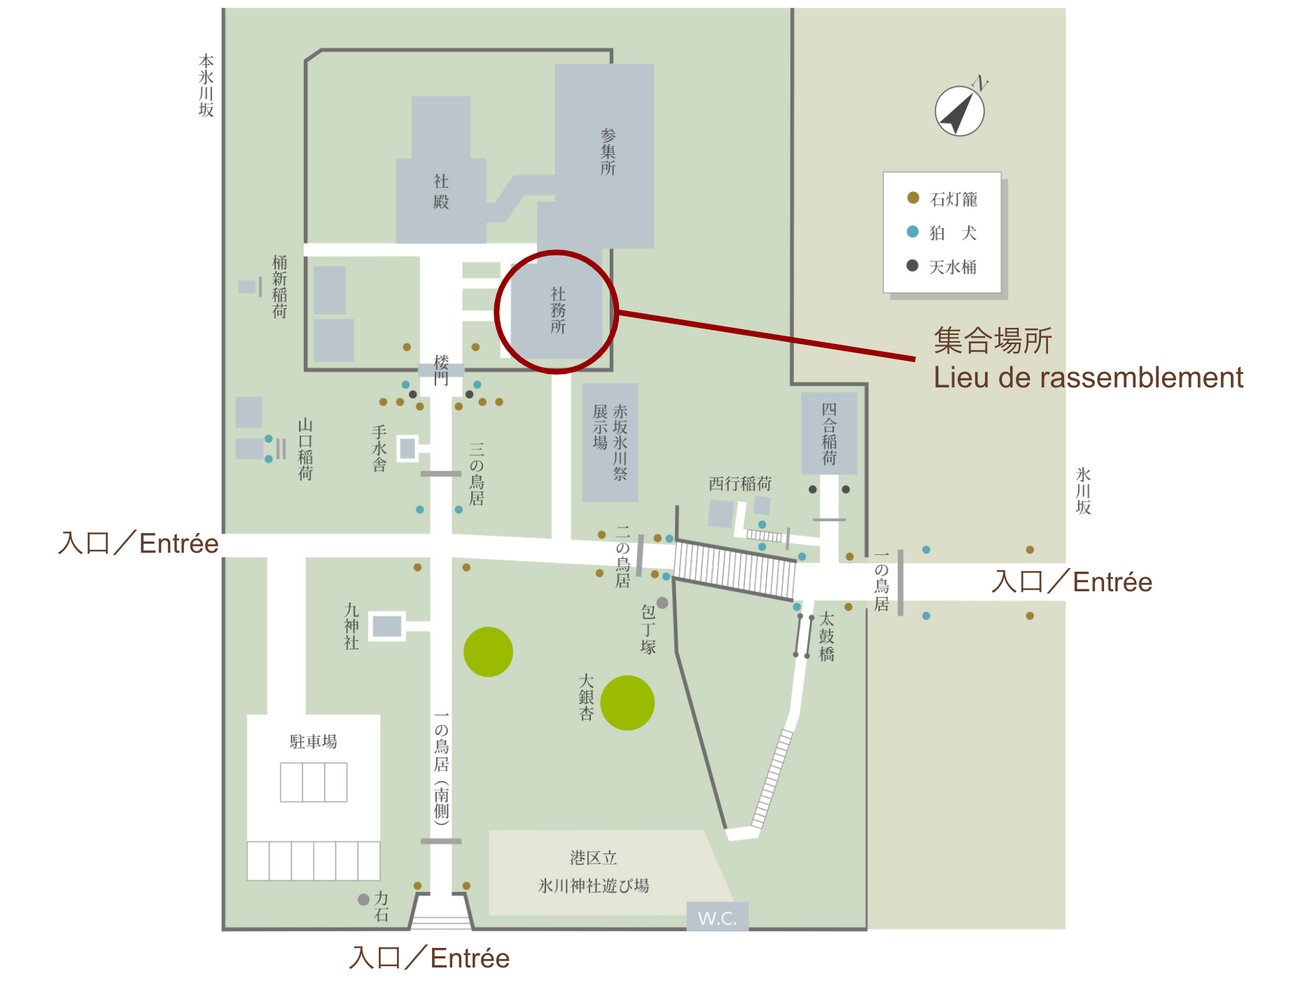 本氷川坂
N
参集所
社殿
石灯籠
狛 犬
天水桶
桶新稲荷
社務所
集合場所
Lieu de rassemblement
楼門
四合稲荷
赤坂氷川祭
展示場
山口稲荷
手水舎
三の鳥居
西行稲荷
氷川坂
入口／Entrée
二の鳥居
一の鳥居
入口／Entrée
九神社
包丁塚
太鼓橋
大銀杏
一の鳥居（南側）
駐車場
港区立
氷川神社遊び場
力石
W.C.
入口／Entrée